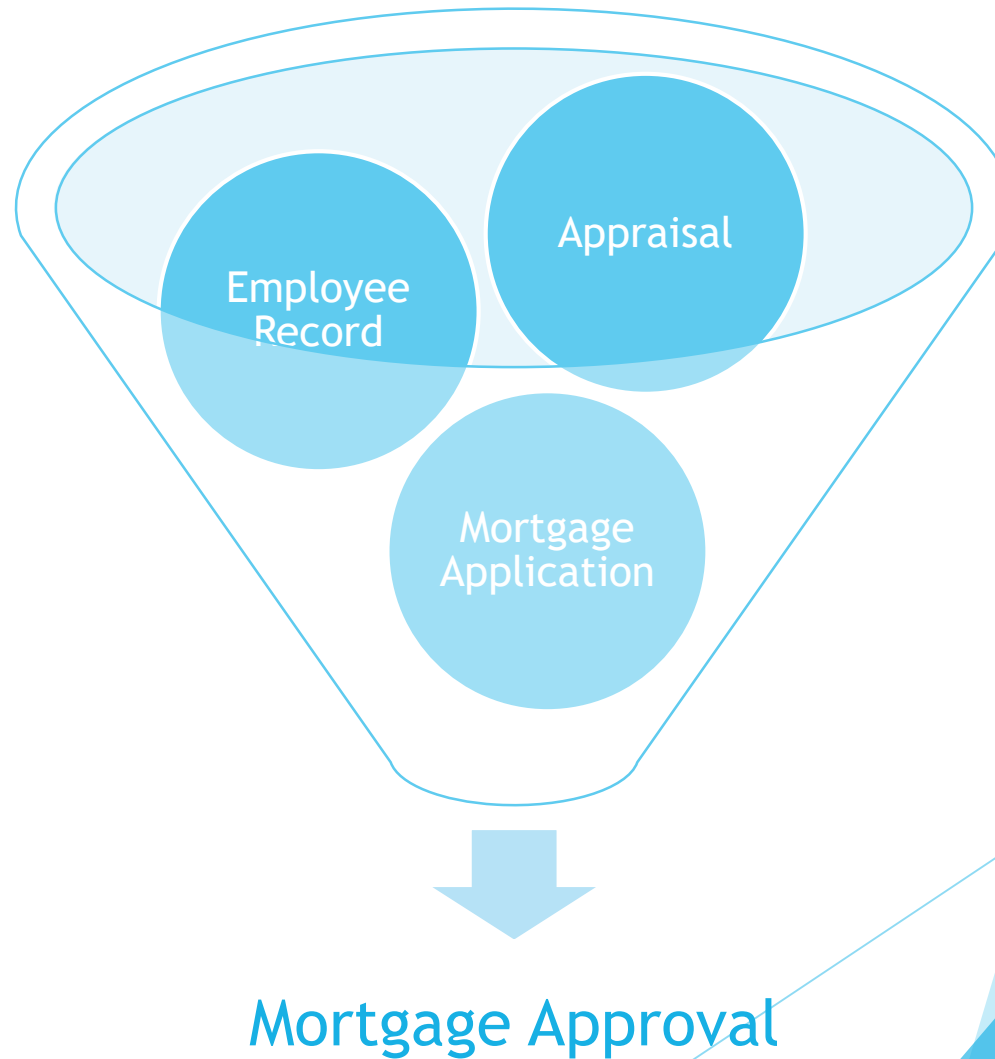 Appraisal
Employee
Record
Mortgage
Application
Mortgage Approval